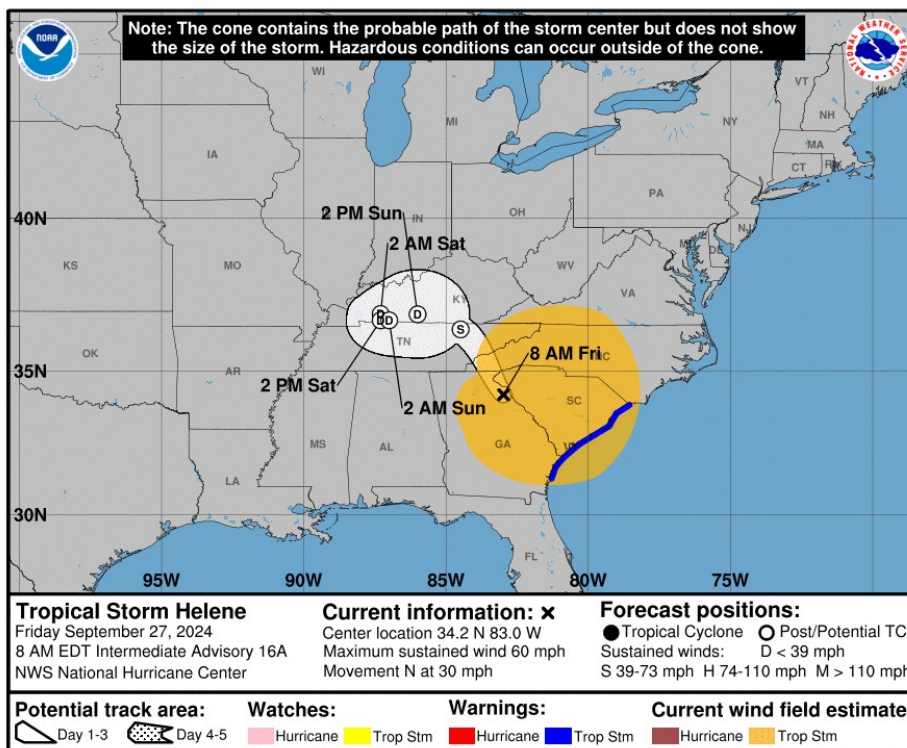 Note: The cone contains the probable path of the storm center but does not show
the size of the storm. Hazardous conditions can occur outside of the cone.
NOAA
NATIONAL WEATHER SERVICE
WI
MI
VT
NH
NY
MA
CT
RI
IA
PA
NJ
40N
2 PM Sun
IN
OH
MD
DE
2 AM Sat
KS
MO
WV
VA
KY
D
D
D
S
35N
OK
AR
TN
NC
8 AM Fri
2 PM Sat
2 AM Sun
SC
MS
AL
GA
LA
30N
FL
95W
90W
85W
80W
75W
Tropical Storm Helene
Friday September 27, 2024
8 AM EDT Intermediate Advisory 16A
NWS National Hurricane Center
Current information: ×
Center location 34.2 N 83.0 W
Maximum sustained wind 60 mph
Movement N at 30 mph
Forecast positions:
Tropical Cyclone Post/Potential TC
Sustained winds: D < 39 mph
S 39-73 mph H 74-110 mph M > 110 mph
Potential track area:
Day 1-3 Day 4-5
Watches:
Hurricane Trop Stm
Warnings:
Hurricane Trop Stm
Current wind field estimate
Hurricane Trop Stm